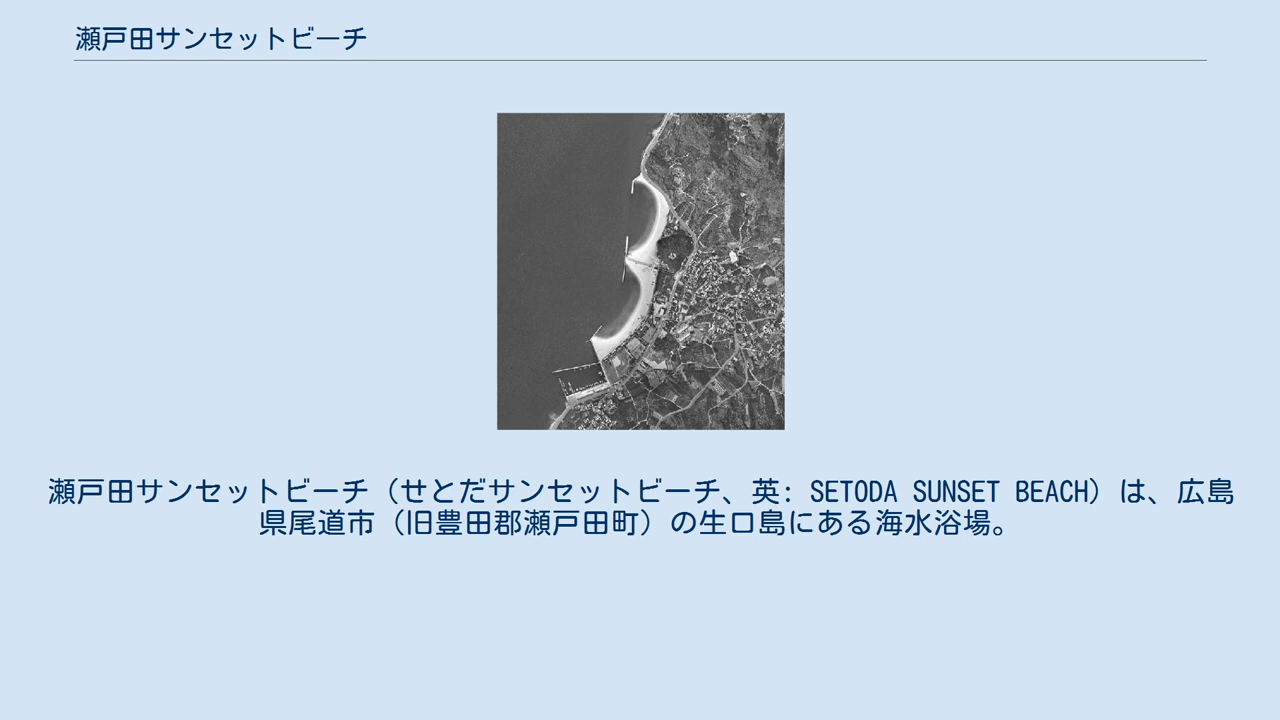 瀬戸田サンセットビーチ
瀬戸田サンセットビーチ（せとだサンセットビーチ、英: SETODA SUNSET BEACH）は、広島
県尾道市（旧豊田郡瀬戸田町）の生口島にある海水浴場。